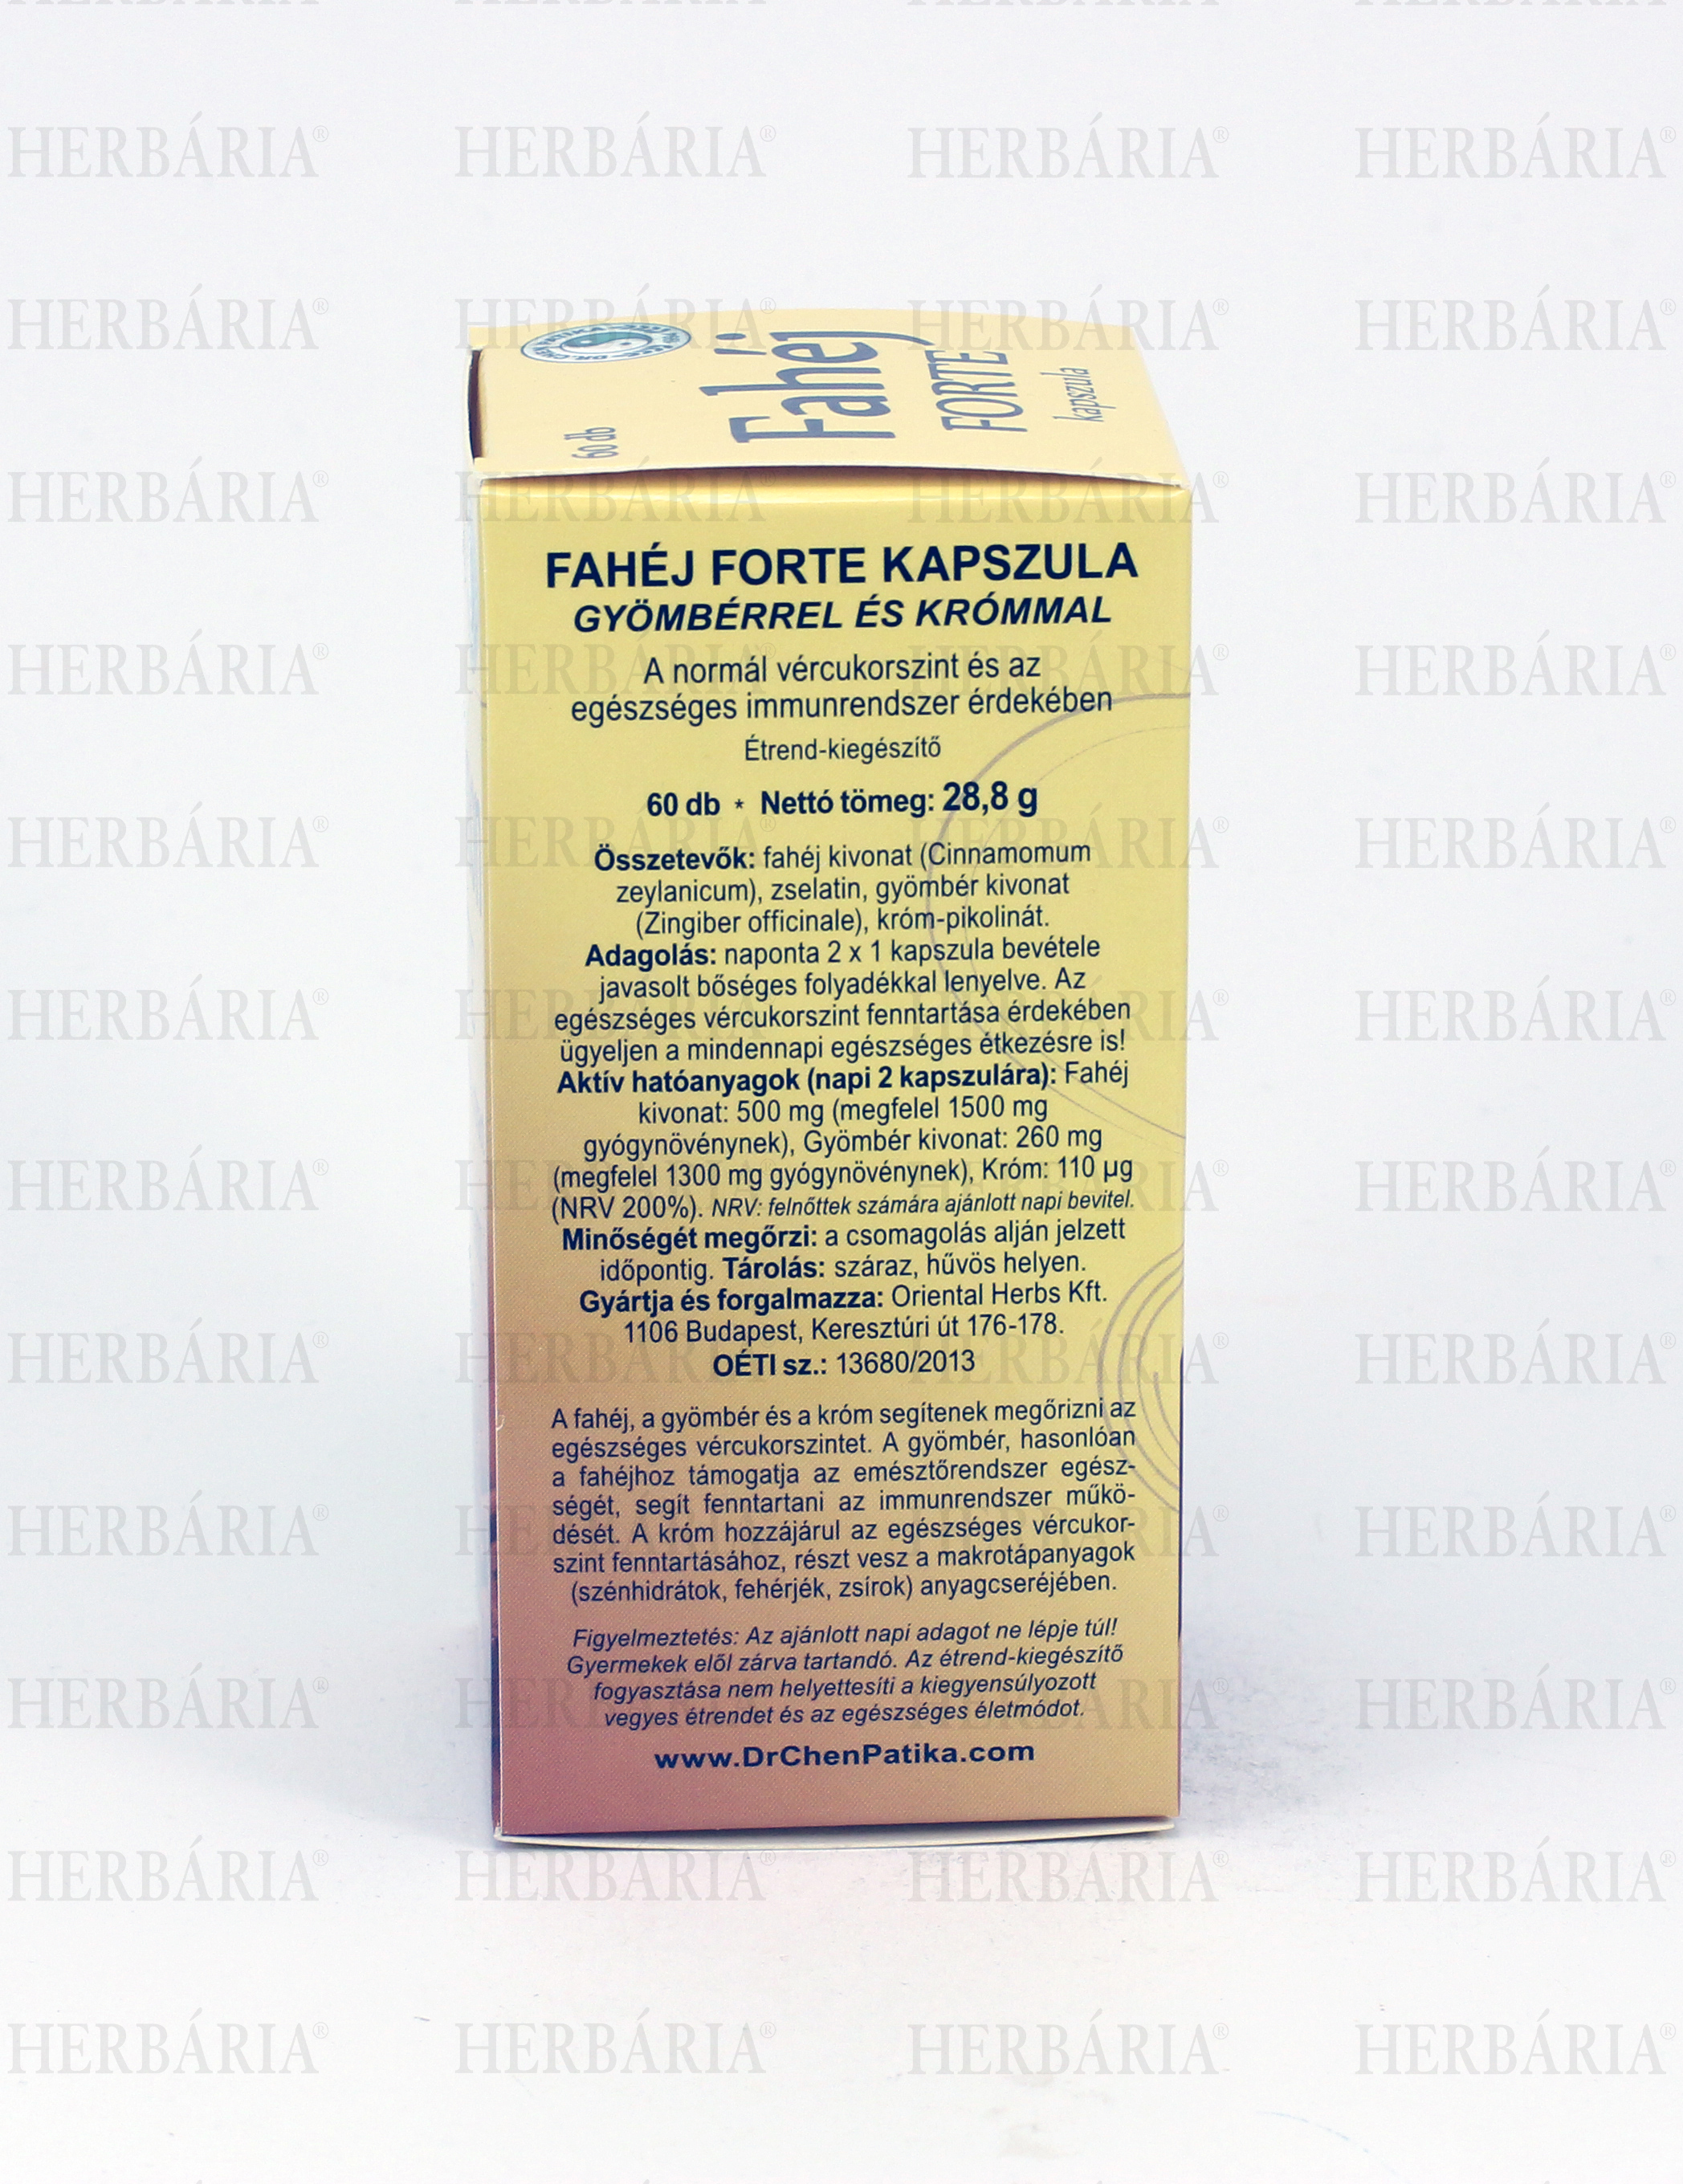 60 db
Fahéj
FORTE
kapszula
FAHÉJ FORTE KAPSZULA
GYÖMBÉRREL ÉS KRÓMMAL
A normál vércukorszint és az
egészséges immunrendszer érdekében
Étrend-kiegészítő
60 db * Nettó tömeg: 28,8 g
Összetevők: fahéj kivonat (Cinnamomum
zeylanicum), zselatin, gyömbér kivonat
(Zingiber officinale), króm-pikolinát.
Adagolás: naponta 2 x 1 kapszula bevétele
javasolt bőséges folyadékkal lenyelve. Az
egészséges vércukorszint fenntartása érdekében
ügyeljen a mindennapi egészséges étkezésre is!
Aktív hatóanyagok (napi 2 kapszulára): Fahéj
kivonat: 500 mg (megfelel 1500 mg
gyógynövénynek), Gyömbér kivonat: 260 mg
(megfelel 1300 mg gyógynövénynek), Króm: 110 µg
(NRV 200%). NRV: felnőttek számára ajánlott napi bevitel.
Minőségét megőrzi: a csomagolás alján jelzett
időpontig. Tárolás: száraz, hűvös helyen.
Gyártja és forgalmazza: Oriental Herbs Kft.
1106 Budapest, Keresztúri út 176-178.
OÉTI sz.: 13680/2013
A fahéj, a gyömbér és a króm segítenek megőrizni az
egészséges vércukorszintet. A gyömbér, hasonlóan
a fahéjhoz támogatja az emésztőrendszer egész-
ségét, segít fenntartani az immunrendszer műkö-
dését. A króm hozzájárul az egészséges vércukor-
szint fenntartásához, részt vesz a makrotápanyagok
(szénhidrátok, fehérjék, zsírok) anyagcseréjében.
Figyelmeztetés: Az ajánlott napi adagot ne lépje túl!
Gyermekek elől zárva tartandó. Az étrend-kiegészítő
fogyasztása nem helyettesíti a kiegyensúlyozott
vegyes étrendet és az egészséges életmódot.
www.DrChenPatika.com
HERBÁRIA®